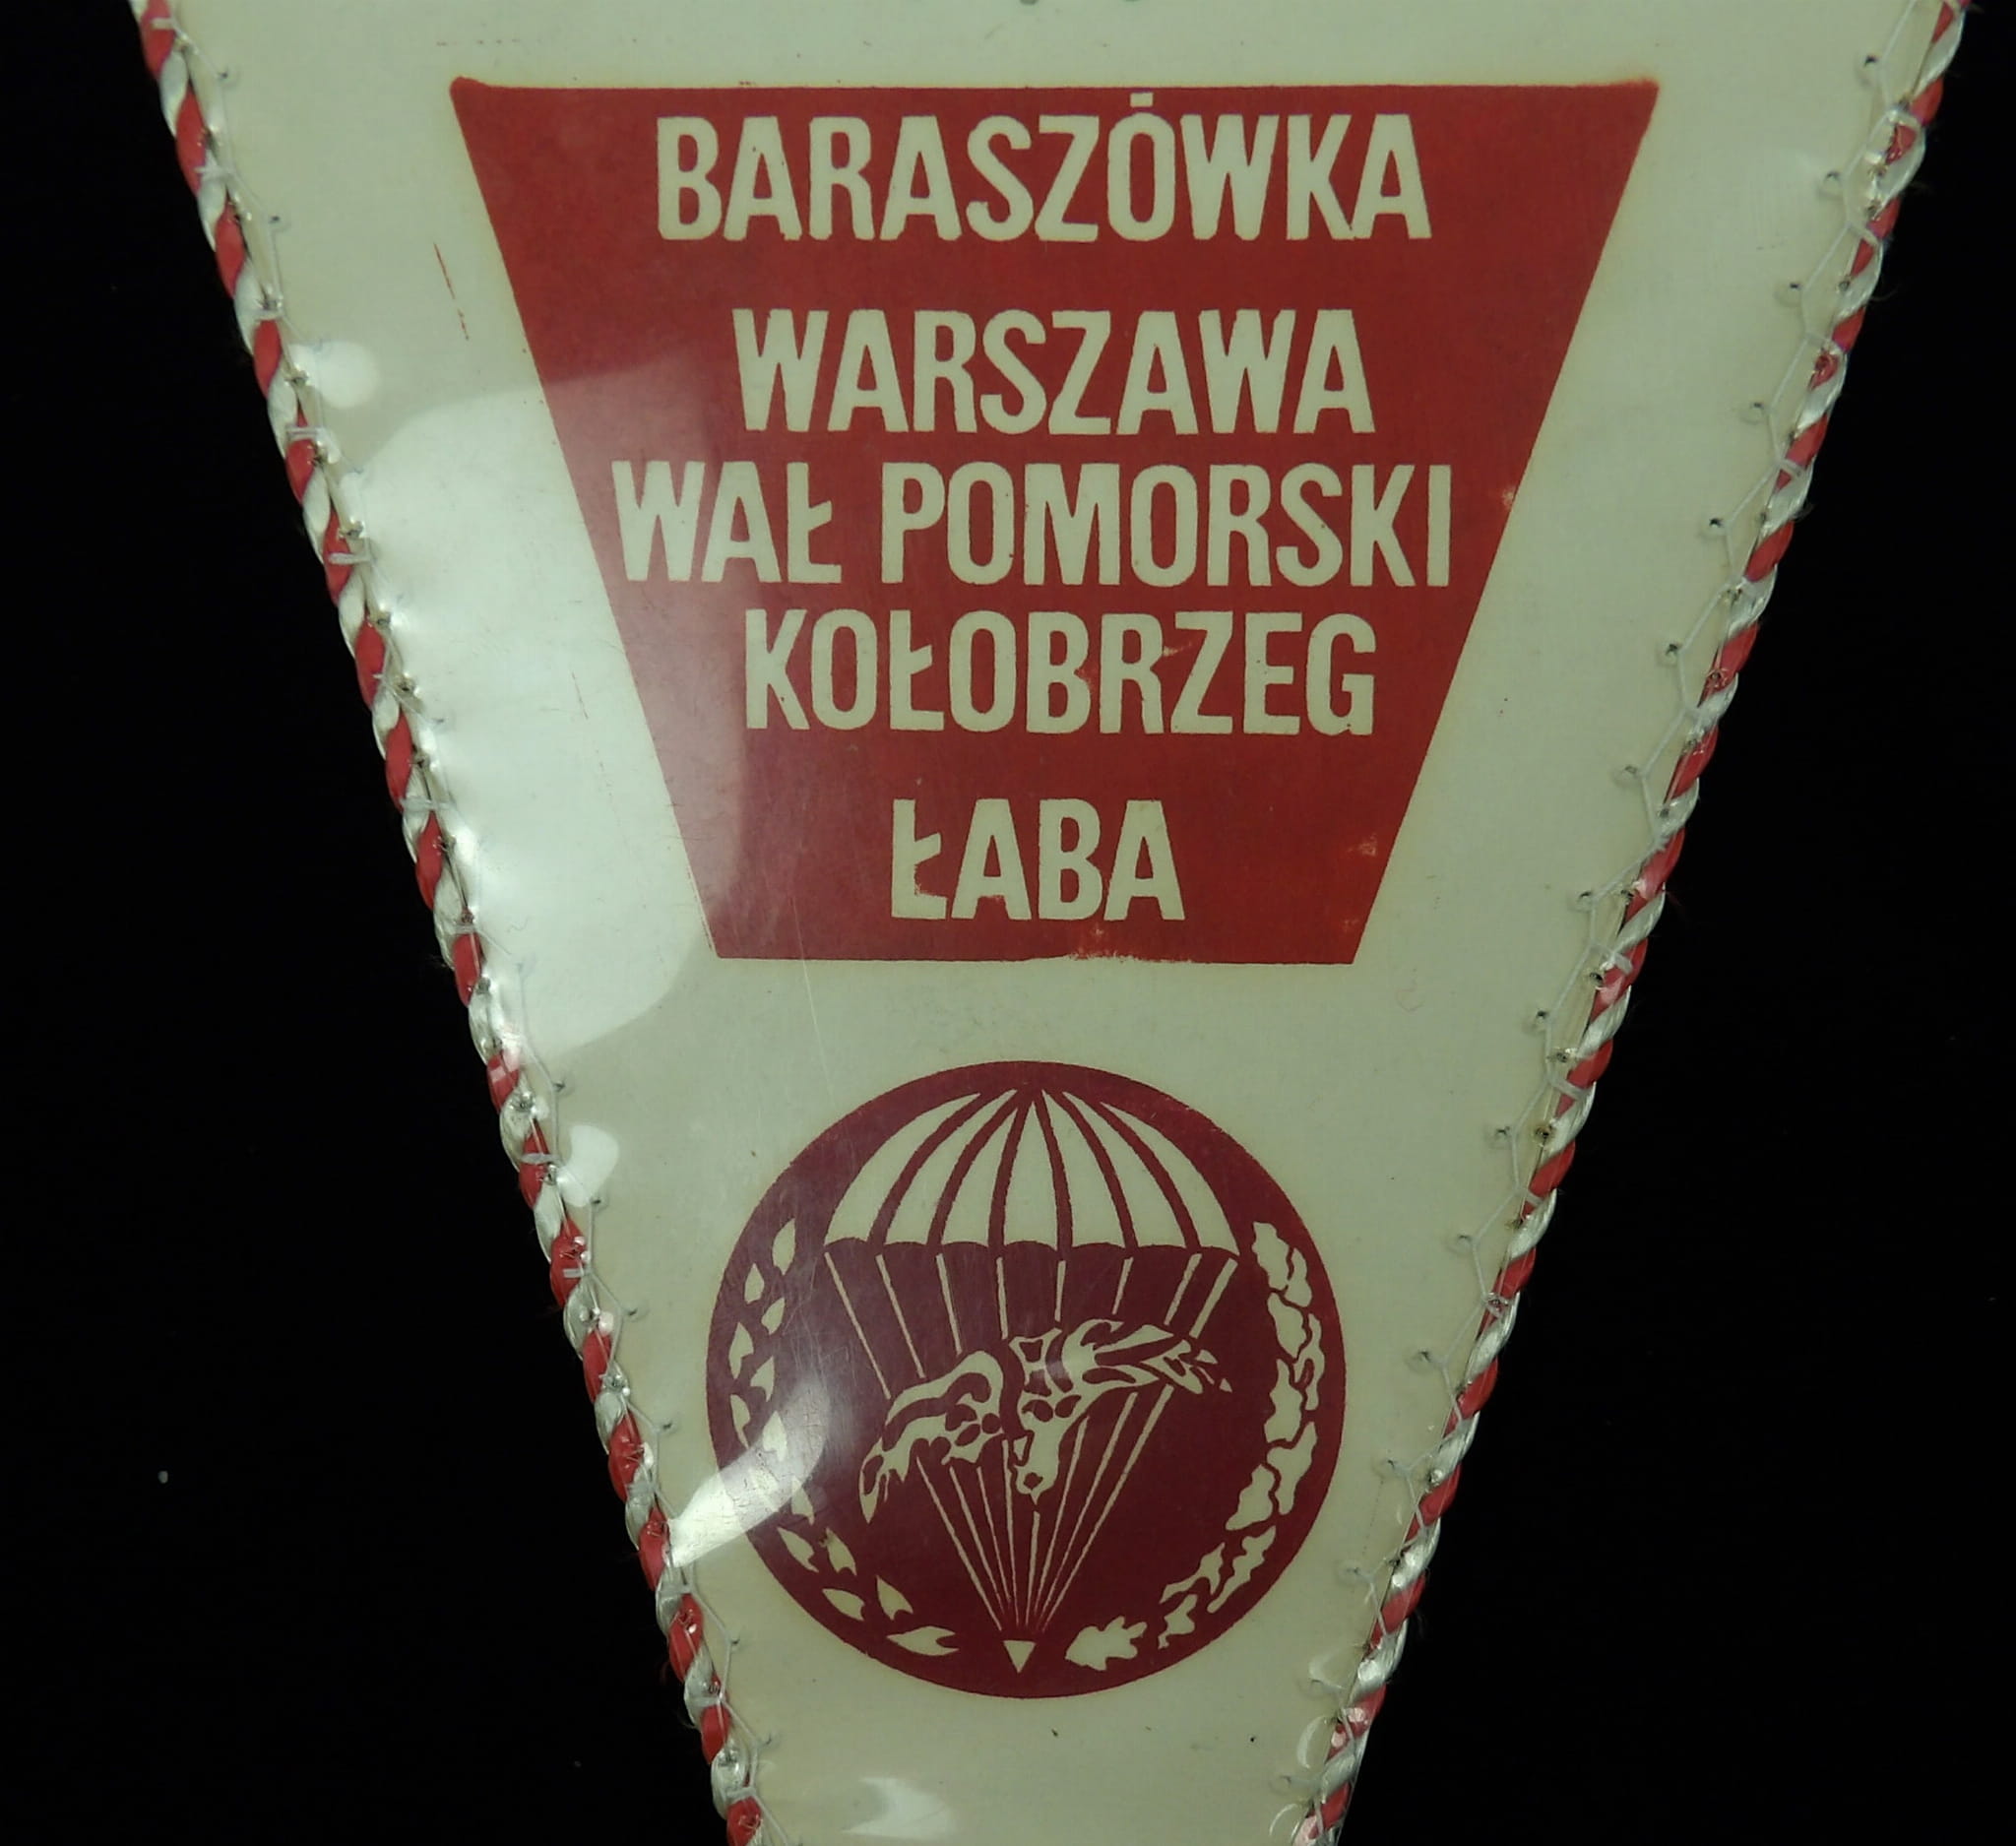 BARASZÓWKA
WARSZAWA
WAŁ POMORSKI
KOŁOBRZEG
ŁABA